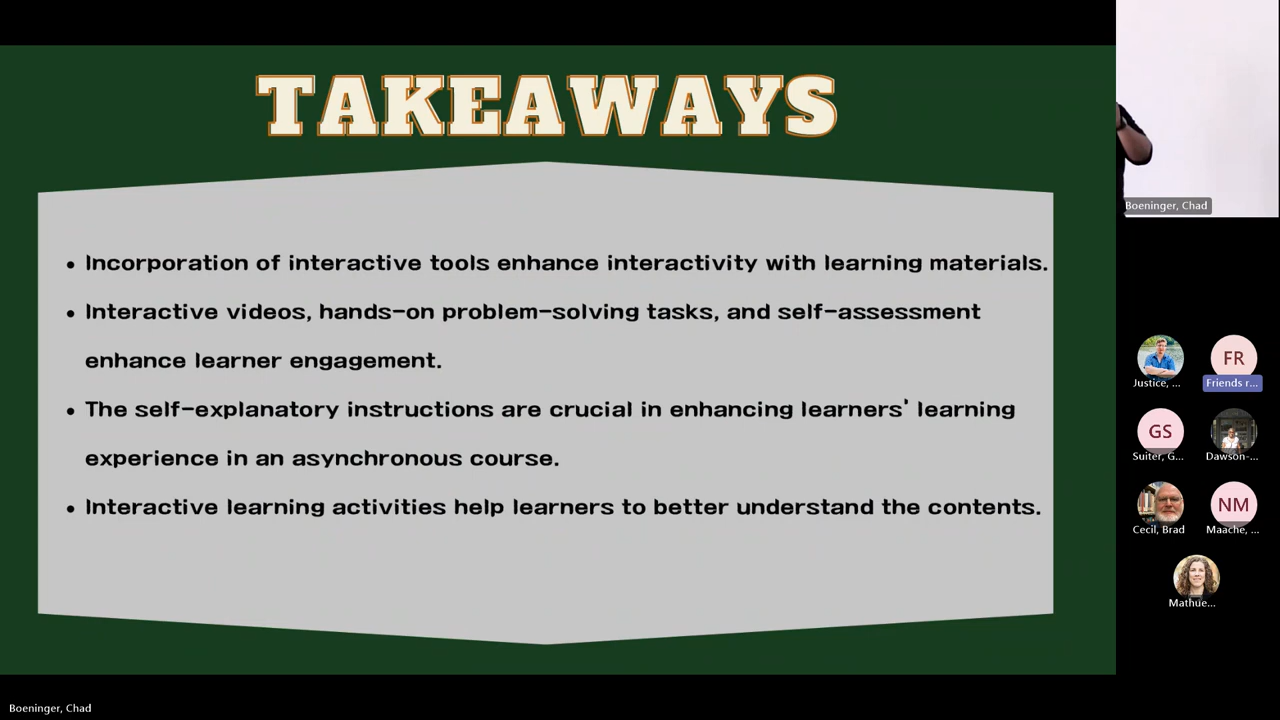 TAKEAWAYS
• Incorporation of interactive tools enhance interactivity with learning materials.
• Interactive videos, hands-on problem-solving tasks, and self-assessment
enhance learner engagement.
• The self-explanatory instructions are crucial in enhancing learners' learning
experience in an asynchronous course.
• Interactive learning activities help learners to better understand the contents.
Boeninger, Chad
FR
Justice, ...
Friends r...
GS
Suiter, G...
Dawson-...
NM
Cecil, Brad
Maache, ...
Mathue...
Boeninger, Chad